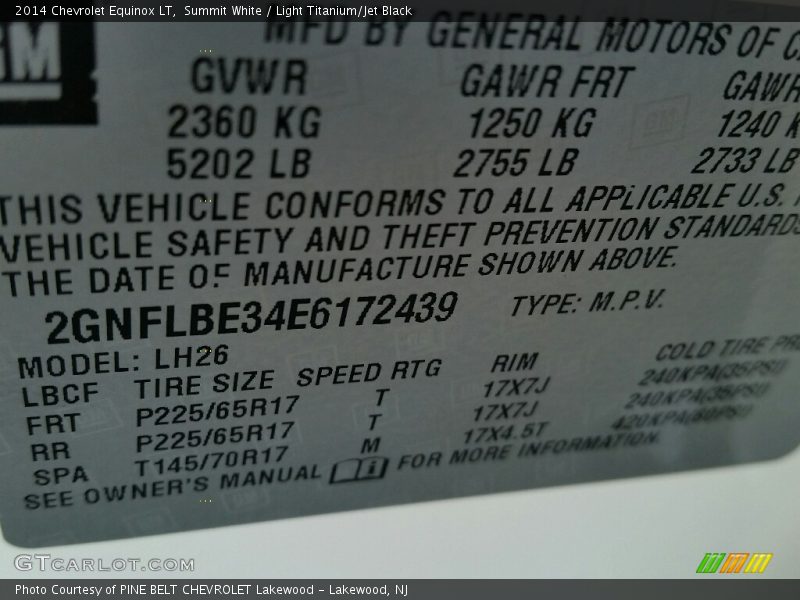 2014 Chevrolet Equinox LT, Summit White / Light Titanium/Jet Black
MFD BY GENERAL MOTORS OF
GM
GVWR GAWR FRT GAWR
2360 KG 1250 KG 1240 K
5202 LB 2755 LB 2733 LB
THIS VEHICLE CONFORMS TO ALL APPLICABLE U.S.
VEHICLE SAFETY AND THEFT PREVENTION STANDARDS
THE DATE OF MANUFACTURE SHOWN ABOVE.
2GNFLBE34E6172439 TYPE: M.P.V.
MODEL: LH26
LBCF TIRE SIZE SPEED RTG RIM COLD TIRE PR
FRT P225/65R17 T 17X7J 240KPA(35PSI)
RR P225/65R17 T 17X7J 240KPA(35PSI)
SPA T145/70R17 M 17X4.5T 420KPA(60PSI)
SEE OWNER'S MANUAL i FOR MORE INFORMATION.
GTCARLOT.COM
Photo Courtesy of PINE BELT CHEVROLET Lakewood - Lakewood, NJ